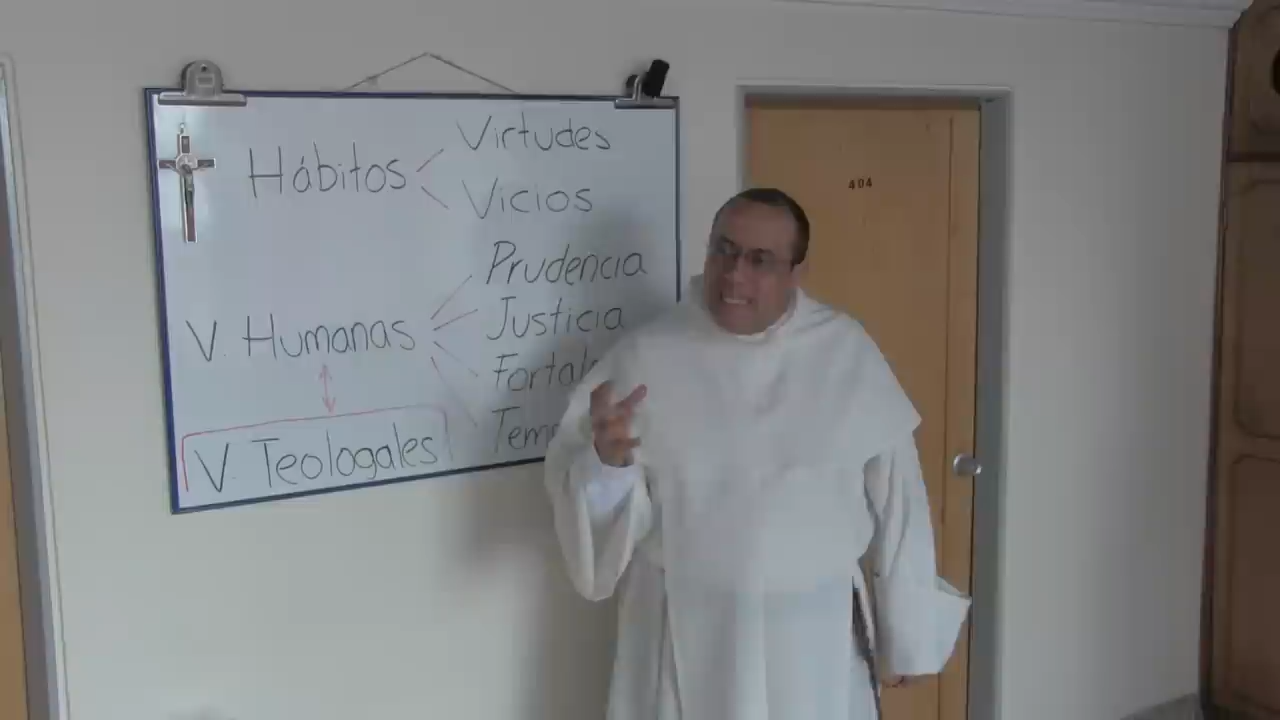 Virtudes
Hábitos
Vicios
Prudencia
V. Humanas
Justicia
V. Teologales
404